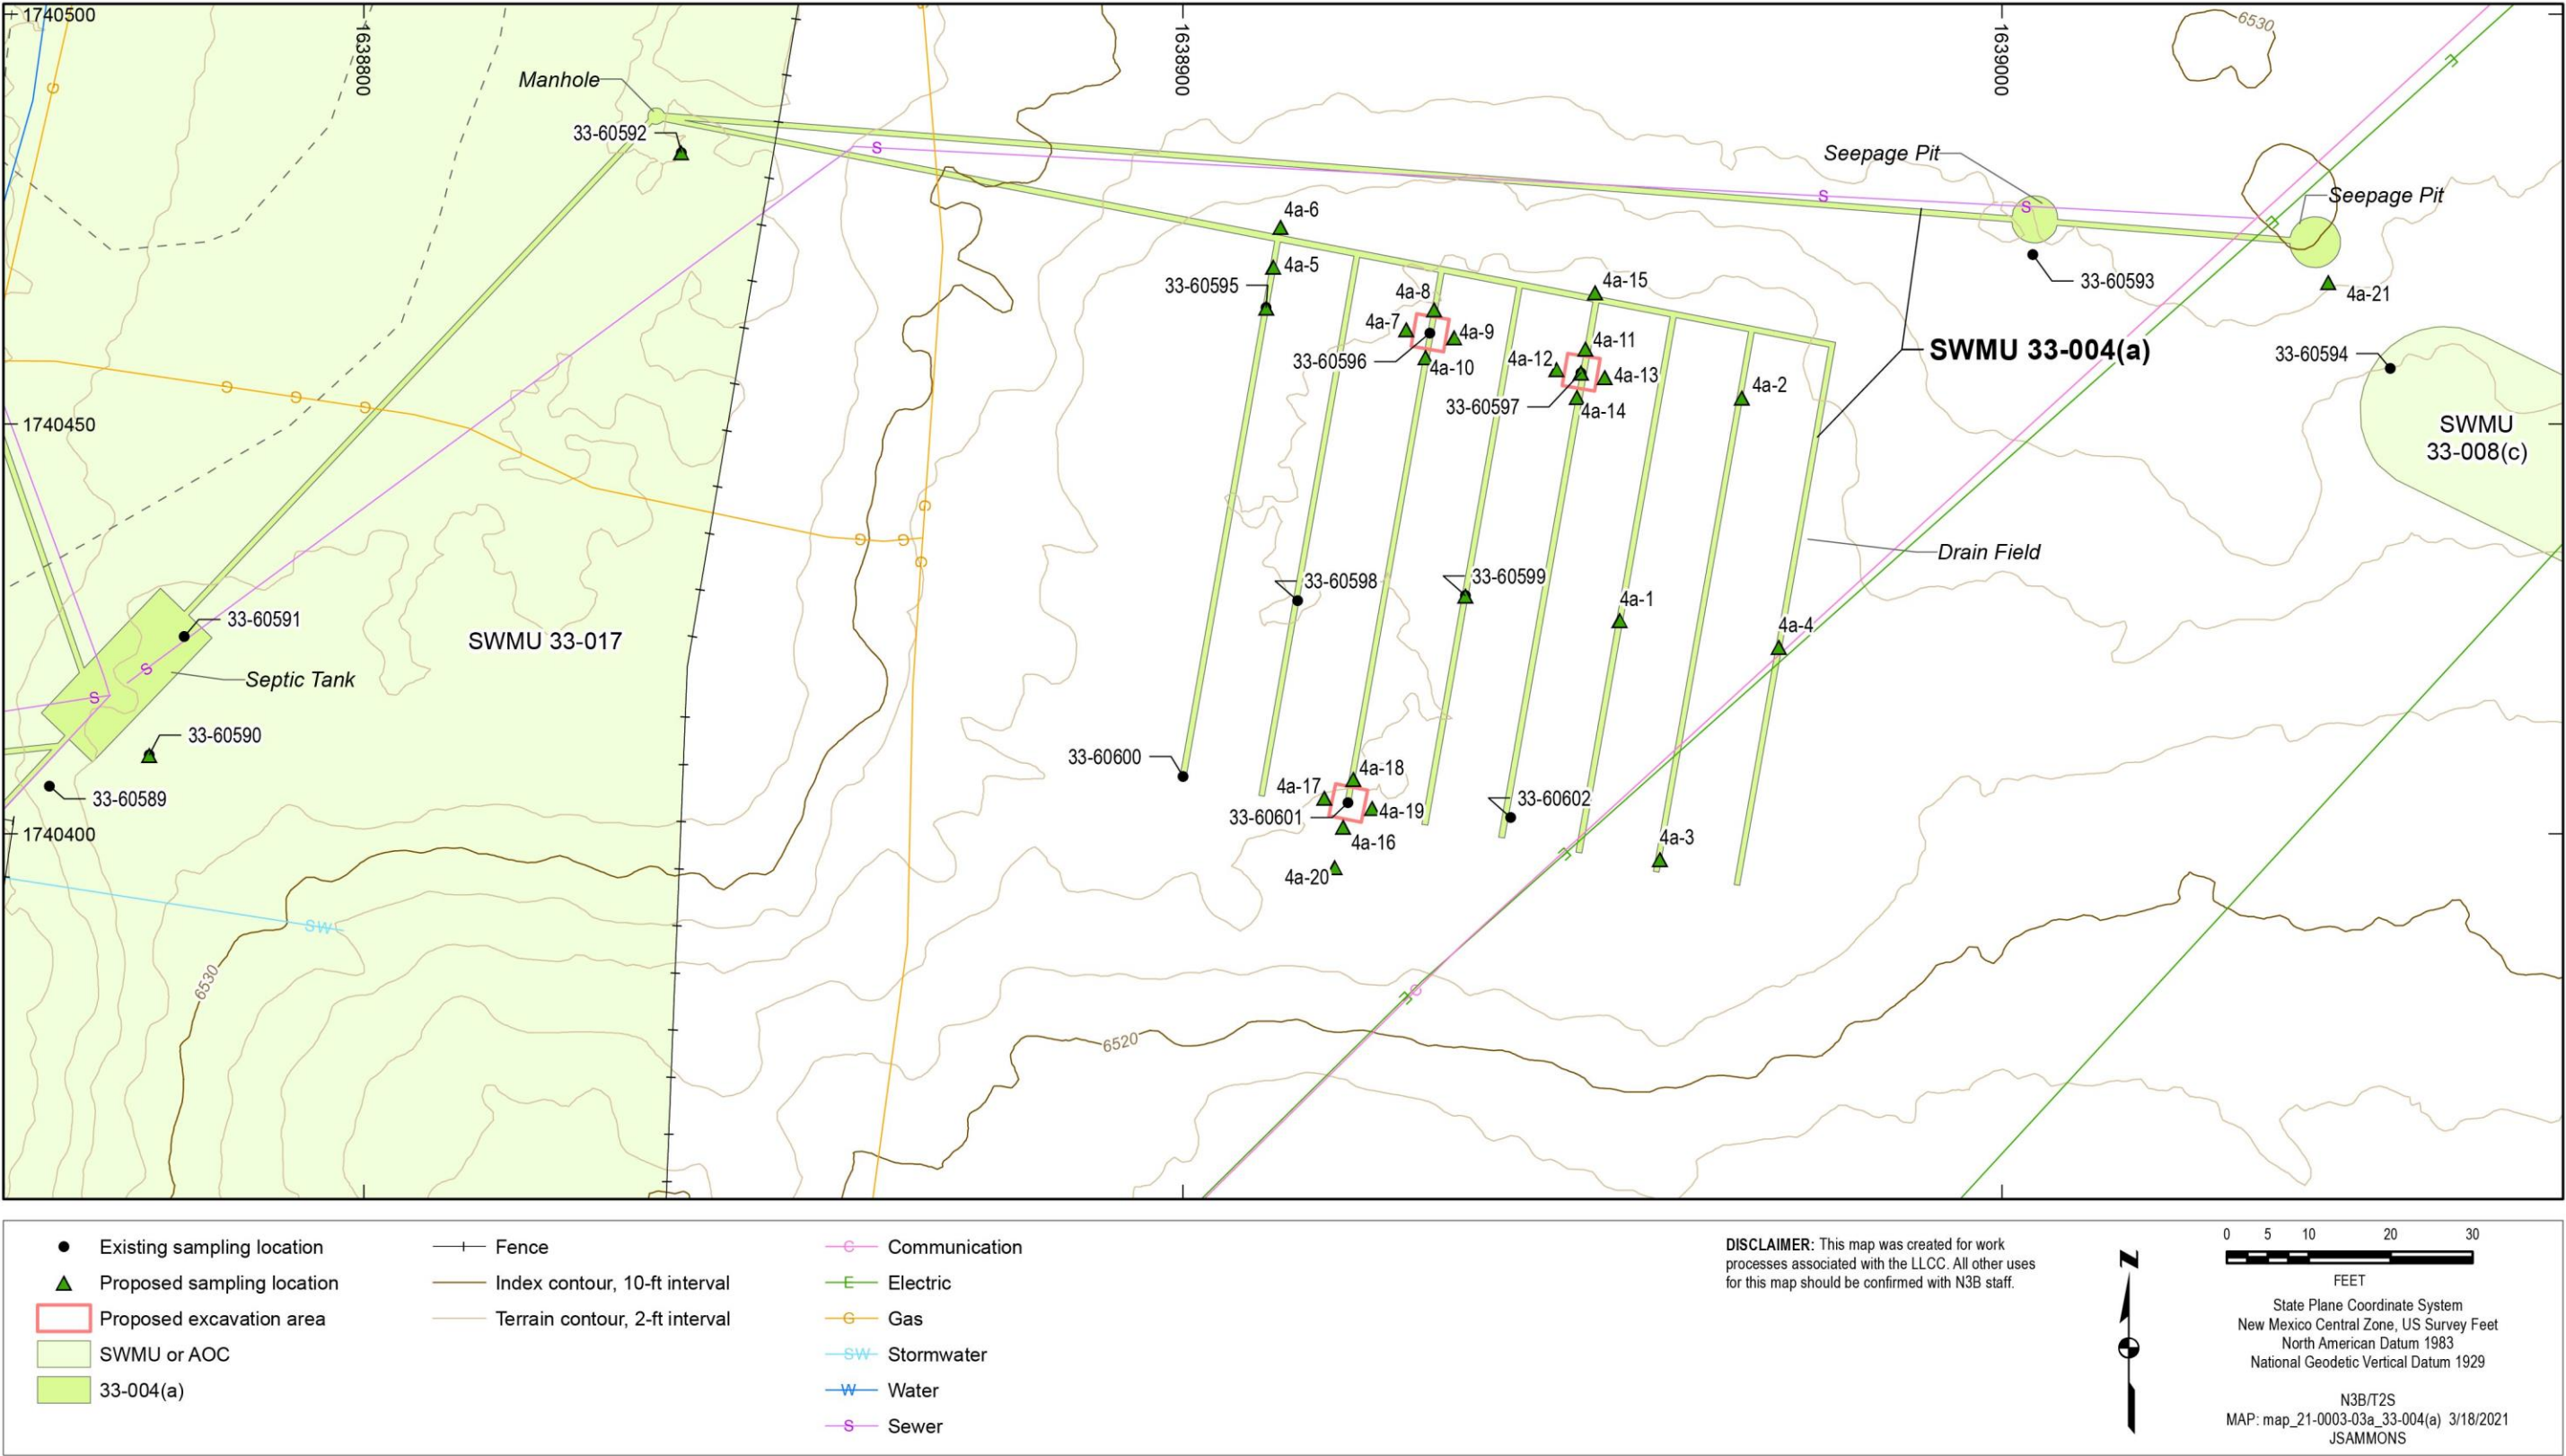 1740500
1638800
1638900
1639000
6530
Manhole
33-60592
S
Seepage Pit
S
S
Seepage Pit
E
E
G
4a-6
4a-5
33-60595
4a-15
33-60593
4a-21
4a-8
4a-7
4a-9
33-60596
4a-10
4a-11
4a-12
4a-13
33-60597
4a-14
SWMU 33-004(a)
33-60594
4a-2
G
G
G
1740450
SWMU
33-008(c)
G
G
G
G
Drain Field
33-60598
33-60599
4a-1
4a-4
33-60591
SWMU 33-017
S
Septic Tank
S
33-60590
33-60589
33-60600
4a-18
4a-17
4a-19
33-60601
4a-16
4a-20
33-60602
4a-3
E
1740400
SW
6530
E
C
6520
Existing sampling location
Proposed sampling location
Proposed excavation area
SWMU or AOC
33-004(a)
Fence
Index contour, 10-ft interval
Terrain contour, 2-ft interval
C Communication
E Electric
G Gas
SW Stormwater
W Water
S Sewer
DISCLAIMER: This map was created for work
processes associated with the LLCC. All other uses
for this map should be confirmed with N3B staff.
N
0 5 10 20 30
FEET
State Plane Coordinate System
New Mexico Central Zone, US Survey Feet
North American Datum 1983
National Geodetic Vertical Datum 1929
N3B/T2S
MAP: map_21-0003-03a_33-004(a) 3/18/2021
JSAMMONS